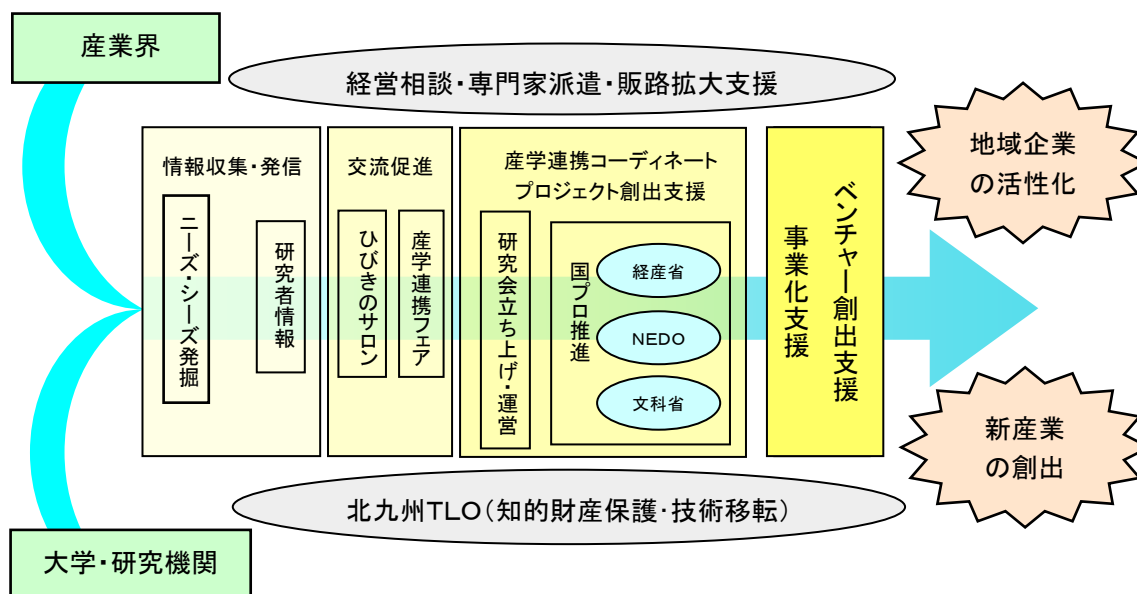 産業界
経営相談・専門家派遣・販路拡大支援
情報収集・発信
ニーズ・シーズ発掘
研究者情報
交流促進
ひびきのサロン
産学連携フェア
産学連携コーディネート
プロジェクト創出支援
研究会立ち上げ・運営
国プロ推進
経産省
NEDO
文科省
事業化支援
ベンチャー創出支援
地域企業
の活性化
新産業
の創出
北九州TLO(知的財産保護・技術移転)
大学・研究機関